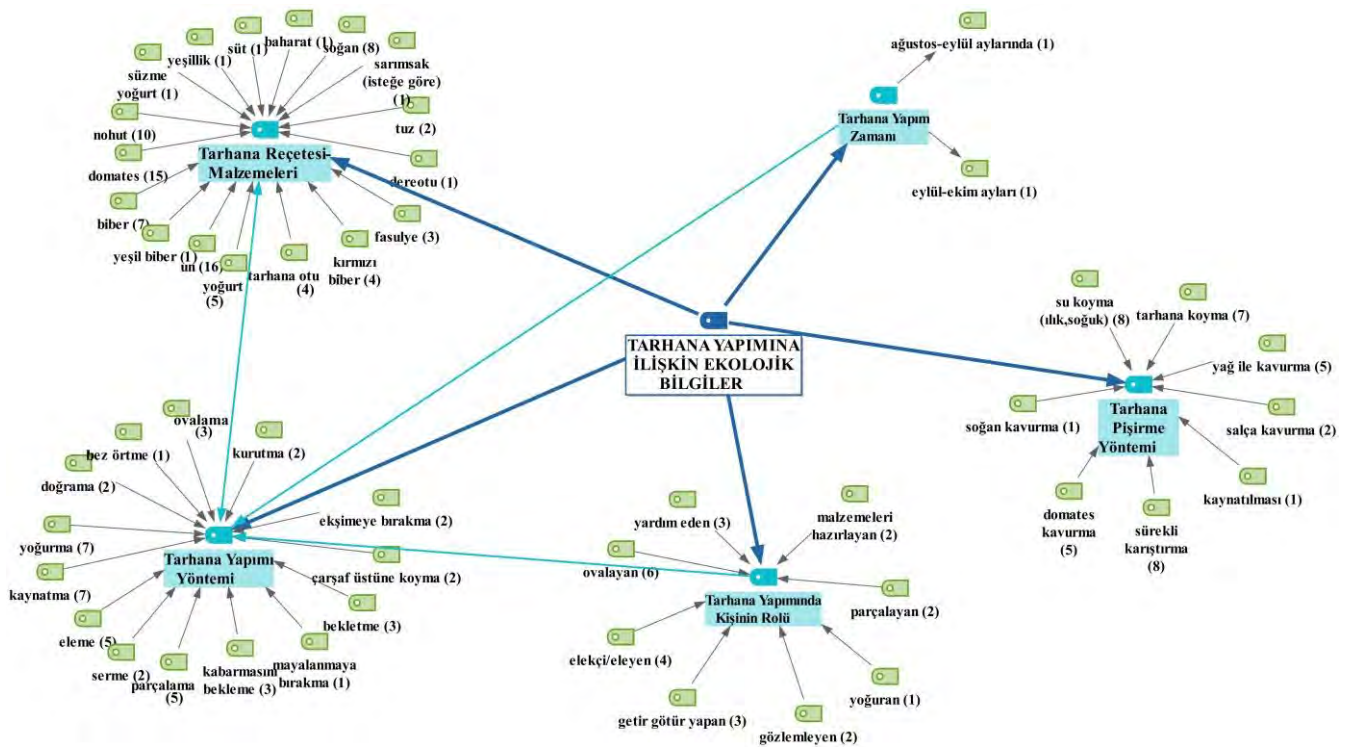 baharat (1)
süt (1)
soğan (8)
yeşillik (1)
sarımsak
(isteğe göre)
(1)
süzme
yoğurt (1)
nohut (10)
tuz (2)
domates (15)
Tarhana Reçetesi-
Malzemeleri
dereotu (1)
biber (7)
fasulye (3)
yeşil biber (1)
un (16)
yoğurt
(5)
tarhana otu
(4)
kırmızı
biber (4)
ağustos-eylül aylarında (1)
Tarhana Yapım
Zamanı
eylül-ekim ayları (1)
TARHANA YAPIMINA
İLİŞKİN EKOLOJİK
BİLGİLER
su koyma
(ılık,soğuk) (8)
tarhana koyma (7)
yağ ile kavurma (5)
soğan kavurma (1)
Tarhana
Pişirme
Yöntemi
salça kavurma (2)
kaynatılması (1)
domates
kavurma
(5)
sürekli
karıştırma
(8)
ovalama
(3)
bez örtme (1)
kurutma (2)
doğrama (2)
ekşimeye bırakma (2)
yoğurma (7)
Tarhana Yapımı
Yöntemi
çarşaf üstüne koyma (2)
kaynatma (7)
bekletme (3)
eleme (5)
serme (2)
parçalama
(5)
kabarmasını
bekleme (3)
mayalanmaya
bırakma (1)
yardım eden (3)
malzemeleri
hazırlayan (2)
ovalayan (6)
Tarhana Yapımında
Kişinin Rolü
parçalayan (2)
elekçi/eleyen (4)
yoğuran (1)
getir götür yapan (3)
gözlemleyen (2)